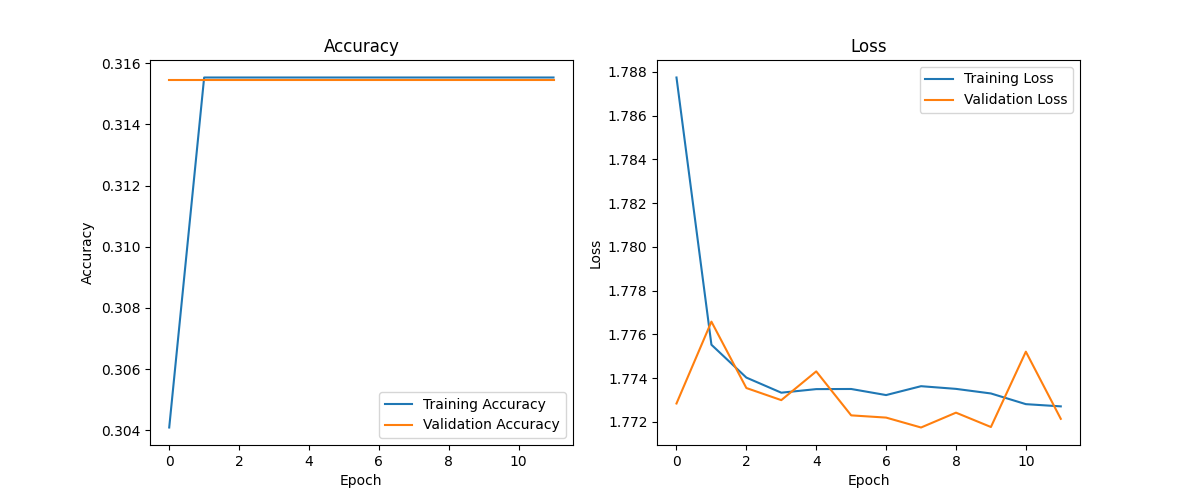 Accuracy
0.316
0.314
0.312
0.310
0.308
0.306
0.304
Accuracy
0 2 4 6 8 10
Epoch
Training Accuracy
Validation Accuracy
Loss
1.788
1.786
1.784
1.782
1.780
1.778
1.776
1.774
1.772
Loss
0 2 4 6 8 10
Epoch
Training Loss
Validation Loss